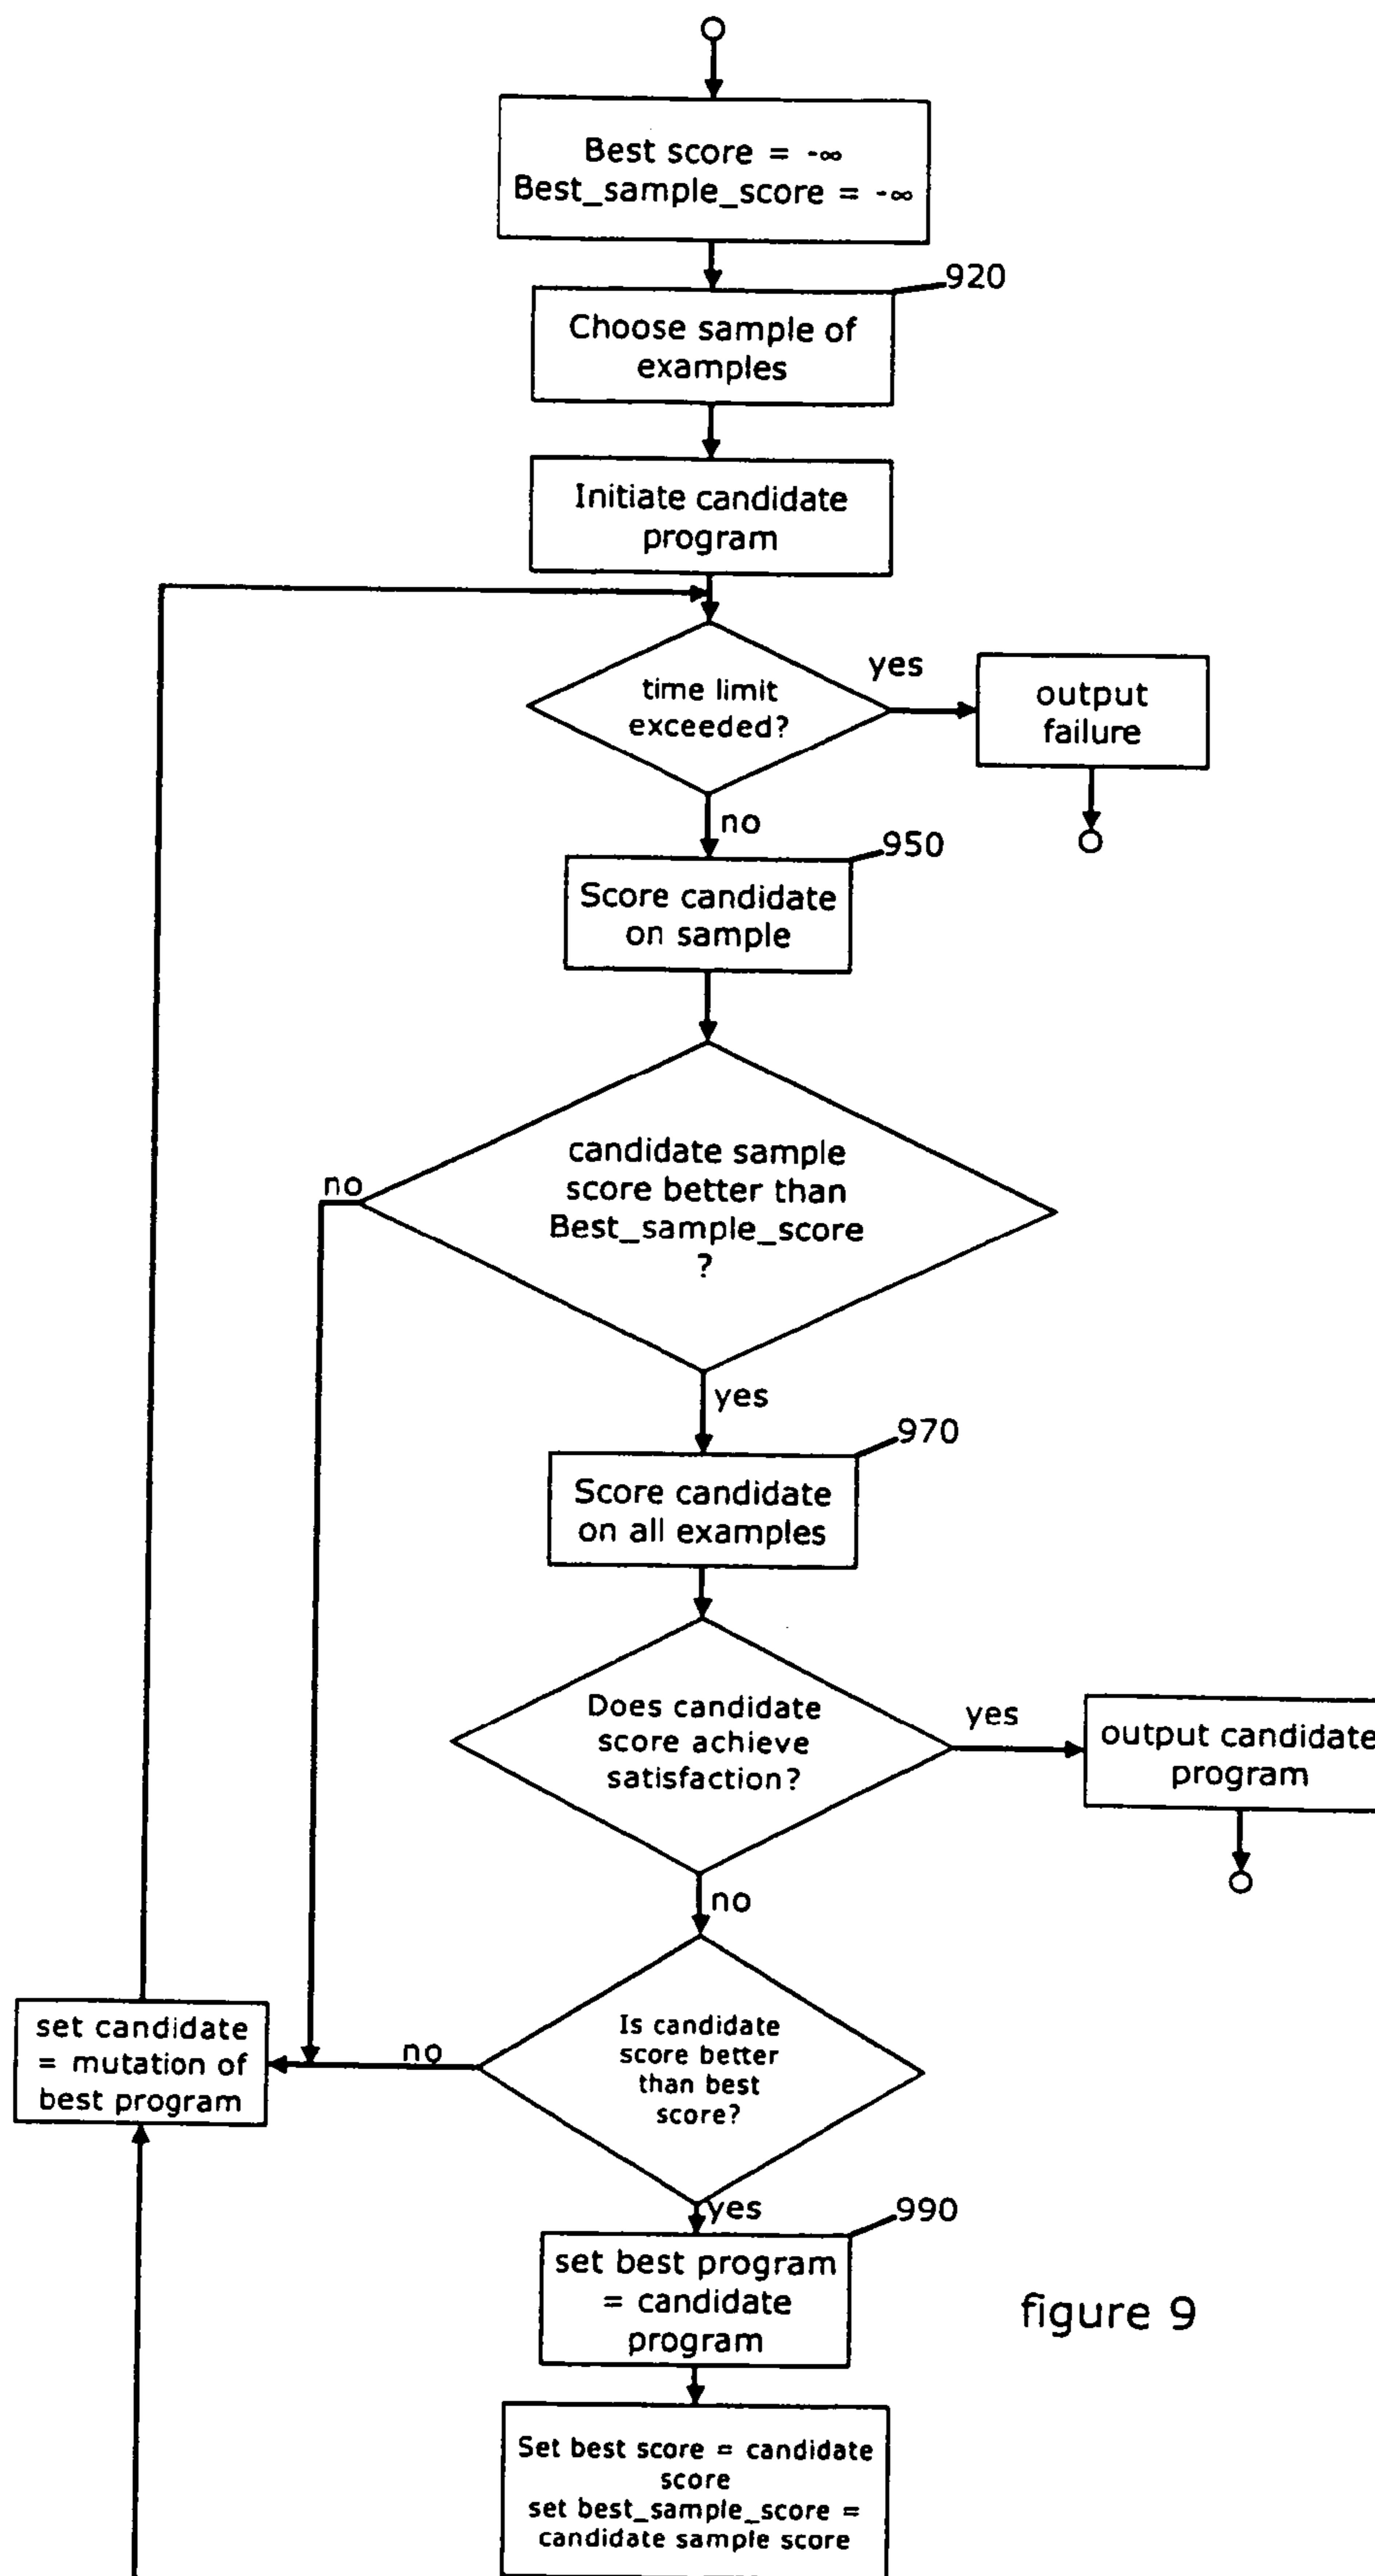 Best score = -∞
Best_sample_score = -∞
920
Choose sample of
examples
Initiate candidate
program
time limit
exceeded?
yes
output
failure
no
950
Score candidate
on sample
candidate sample
score better than
Best_sample_score
?
no
yes
970
Score candidate
on all examples
Does candidate
score achieve
satisfaction?
yes
output candidate
program
no
Is candidate
score better
than best
score?
no
set candidate
= mutation of
best program
yes
990
set best program
= candidate
program
figure 9
Set best score = candidate
score
set best_sample_score =
candidate sample score